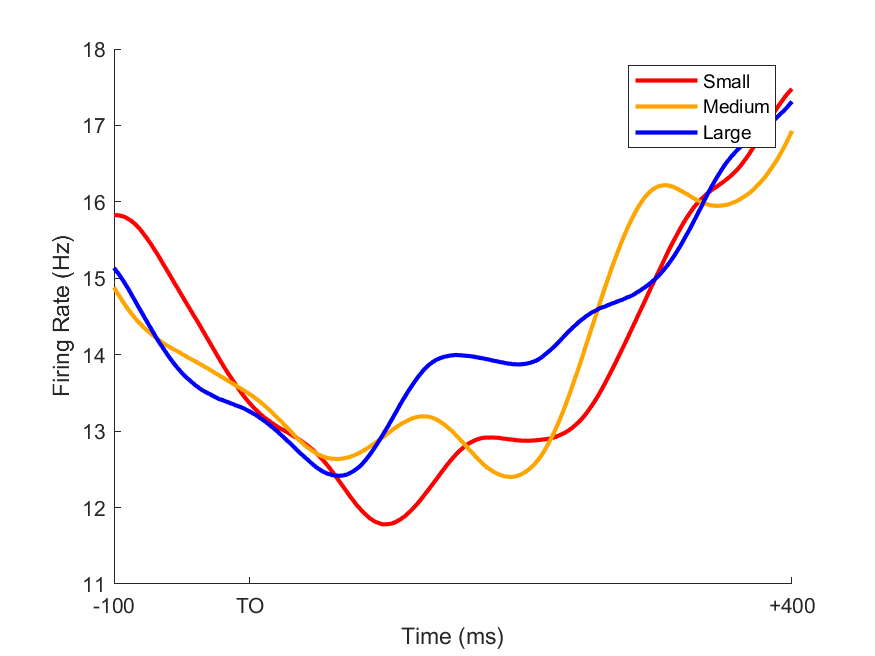 18
17
16
15
14
13
12
11
Firing Rate (Hz)
Small
Medium
Large
-100
TO
+400
Time (ms)